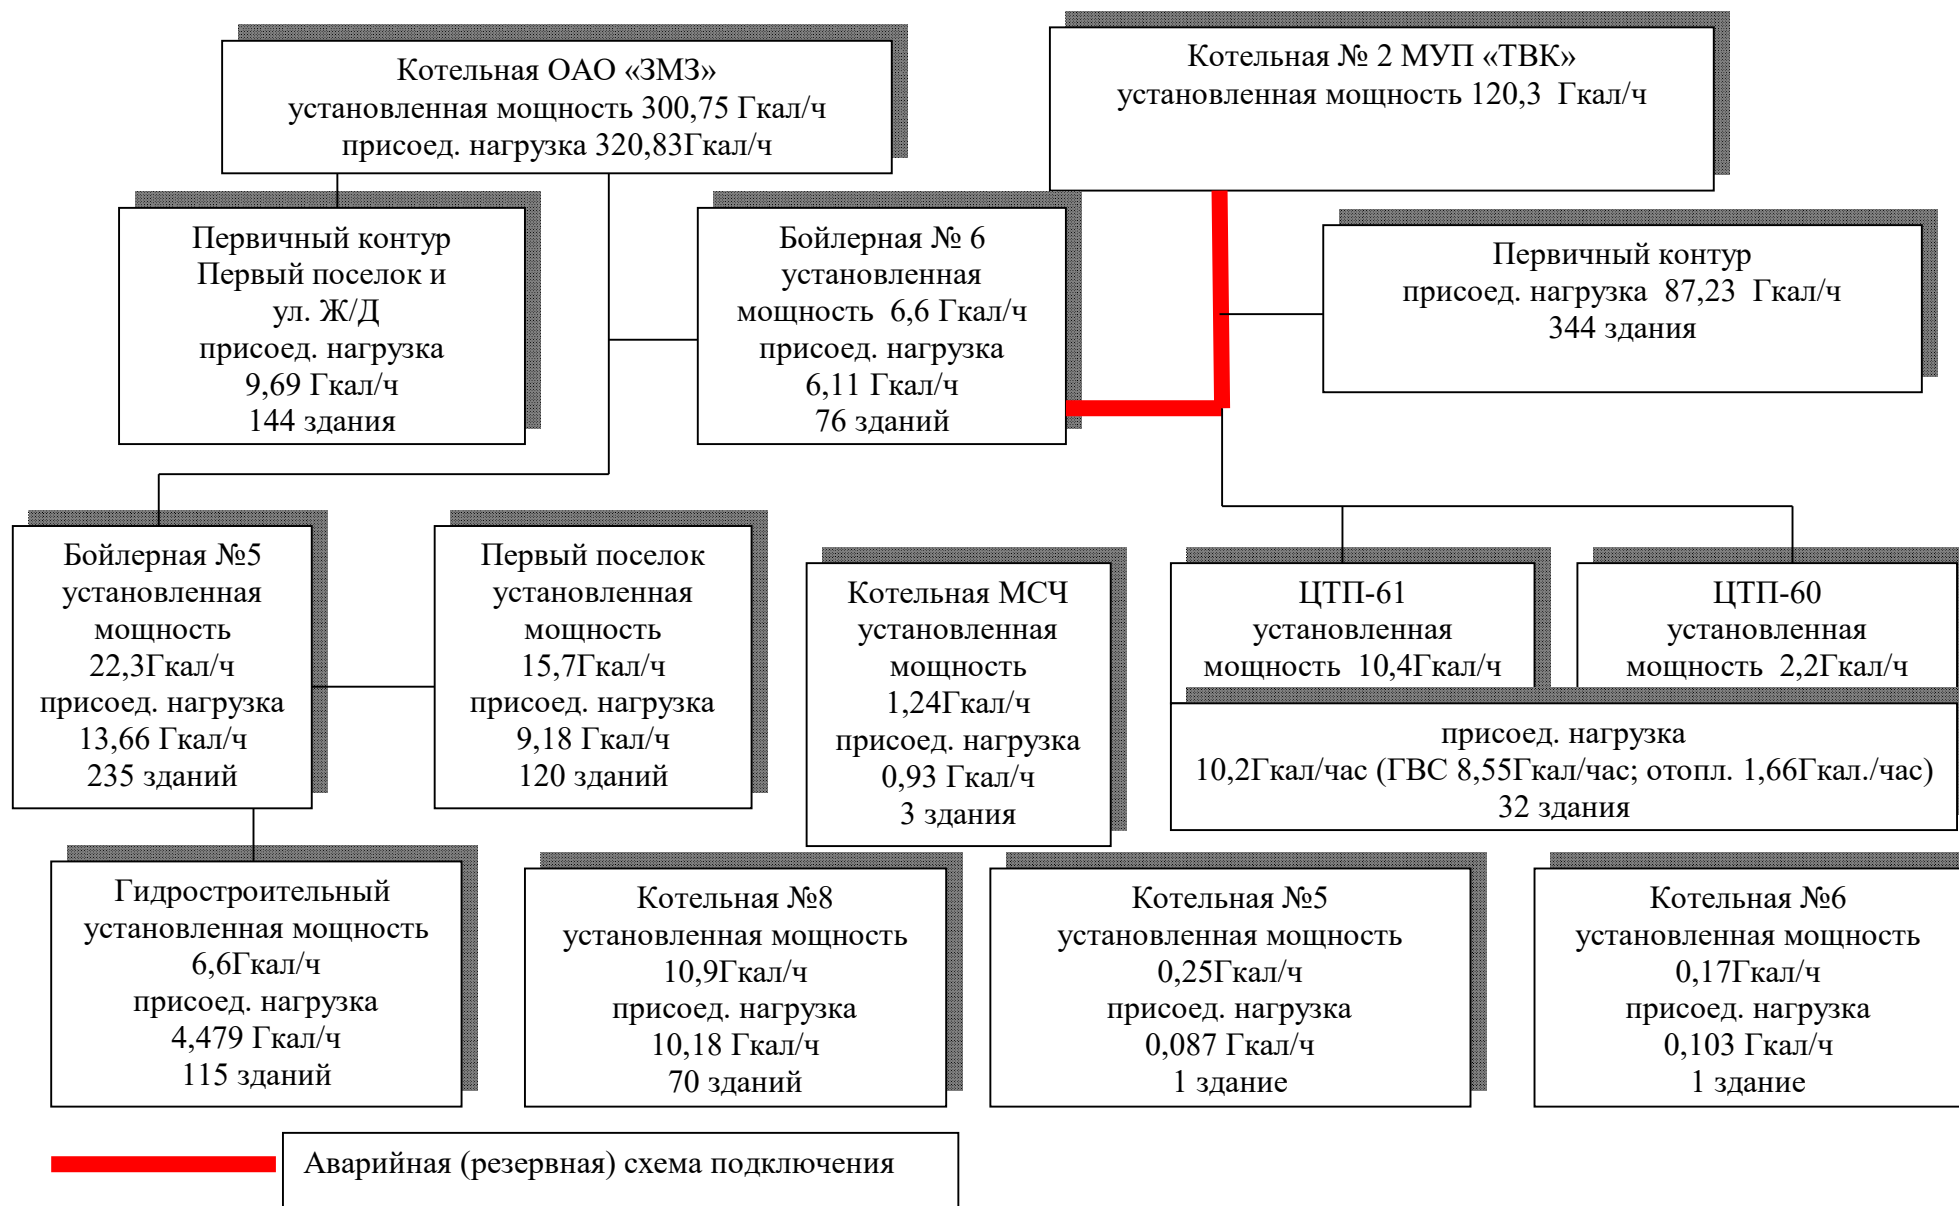 Котельная ОАО «ЗМЗ»
установленная мощность 300,75 Гкал/ч
присоед. нагрузка 320,83Гкал/ч
Котельная № 2 МУП «ТВК»
установленная мощность 120,3  Гкал/ч
Первичный контур
Первый поселок и
ул. Ж/Д
присоед. нагрузка
9,69 Гкал/ч
144 здания
Бойлерная № 6
установленная
мощность  6,6 Гкал/ч
присоед. нагрузка
6,11 Гкал/ч
76 зданий
Первичный контур
присоед. нагрузка  87,23  Гкал/ч
344 здания
Бойлерная №5
установленная
мощность
22,3Гкал/ч
присоед. нагрузка
13,66 Гкал/ч
235 зданий
Первый поселок
установленная
мощность
15,7Гкал/ч
присоед. нагрузка
9,18 Гкал/ч
120 зданий
Котельная МСЧ
установленная
мощность
1,24Гкал/ч
присоед. нагрузка
0,93 Гкал/ч
3 здания
ЦТП-61
установленная
мощность  10,4Гкал/ч
ЦТП-60
установленная
мощность  2,2Гкал/ч
присоед. нагрузка
10,2Гкал/час (ГВС 8,55Гкал/час; отопл. 1,66Гкал./час)
32 здания
Гидростроительный
установленная мощность
6,6Гкал/ч
присоед. нагрузка
4,479 Гкал/ч
115 зданий
Котельная №8
установленная мощность
10,9Гкал/ч
присоед. нагрузка
10,18 Гкал/ч
70 зданий
Котельная №5
установленная мощность
0,25Гкал/ч
присоед. нагрузка
0,087 Гкал/ч
1 здание
Котельная №6
установленная мощность
0,17Гкал/ч
присоед. нагрузка
0,103 Гкал/ч
1 здание
Аварийная (резервная) схема подключения